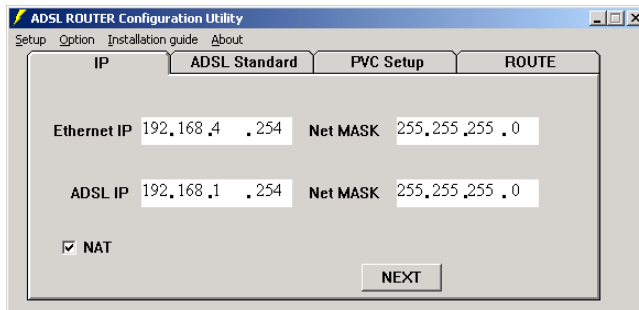 ADSL ROUTER Configuration Utility
Setup Option Installation guide About
IP ADSL Standard PVC Setup ROUTE
Ethernet IP 192.168.4 .254 Net MASK 255.255.255.0
ADSL IP 192.168.1 .254 Net MASK 255.255.255.0
NAT
NEXT